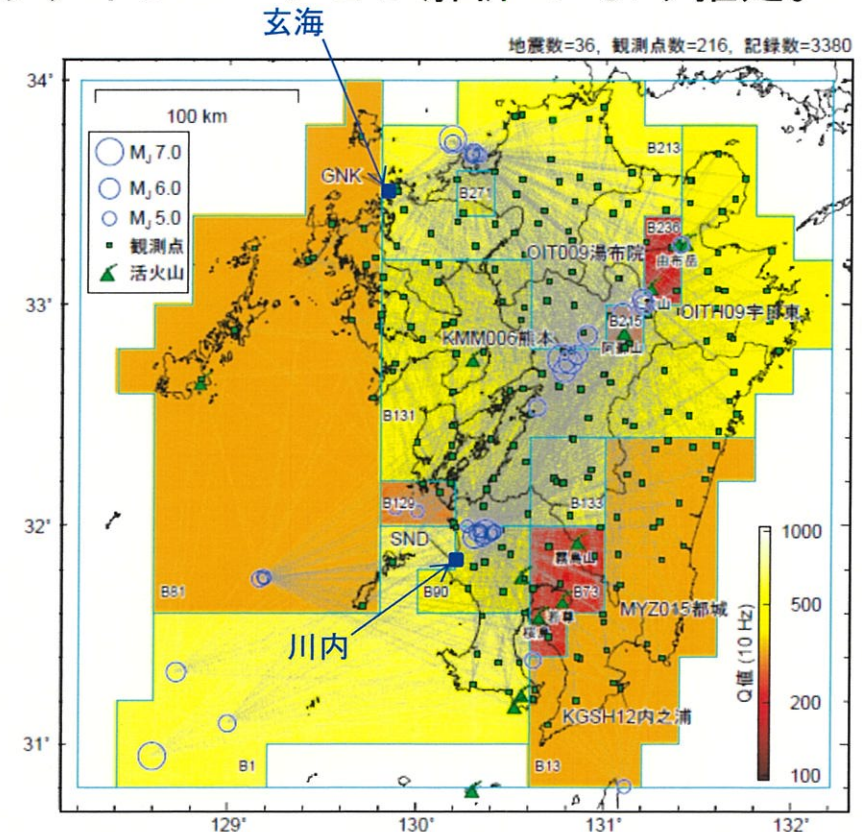 玄海
地震数=36, 観測点数=216, 記録数=3380
34°
100 km
MJ 7.0
MJ 6.0
MJ 5.0
観測点
活火山
GNK
B213
B271
B236
OIT009湯布院
由布岳
33°
OITH09宇目東
B215
KMM006熊本
阿蘇山
B131
B129
B133
32°
SND
霧島山
B81
B90
B73
若尊
桜島
MYZ015都城
川内
KGSH12内之浦
31°
B1
B13
1000
500
200
100
Q値 (10 Hz)
129°
130°
131°
132°